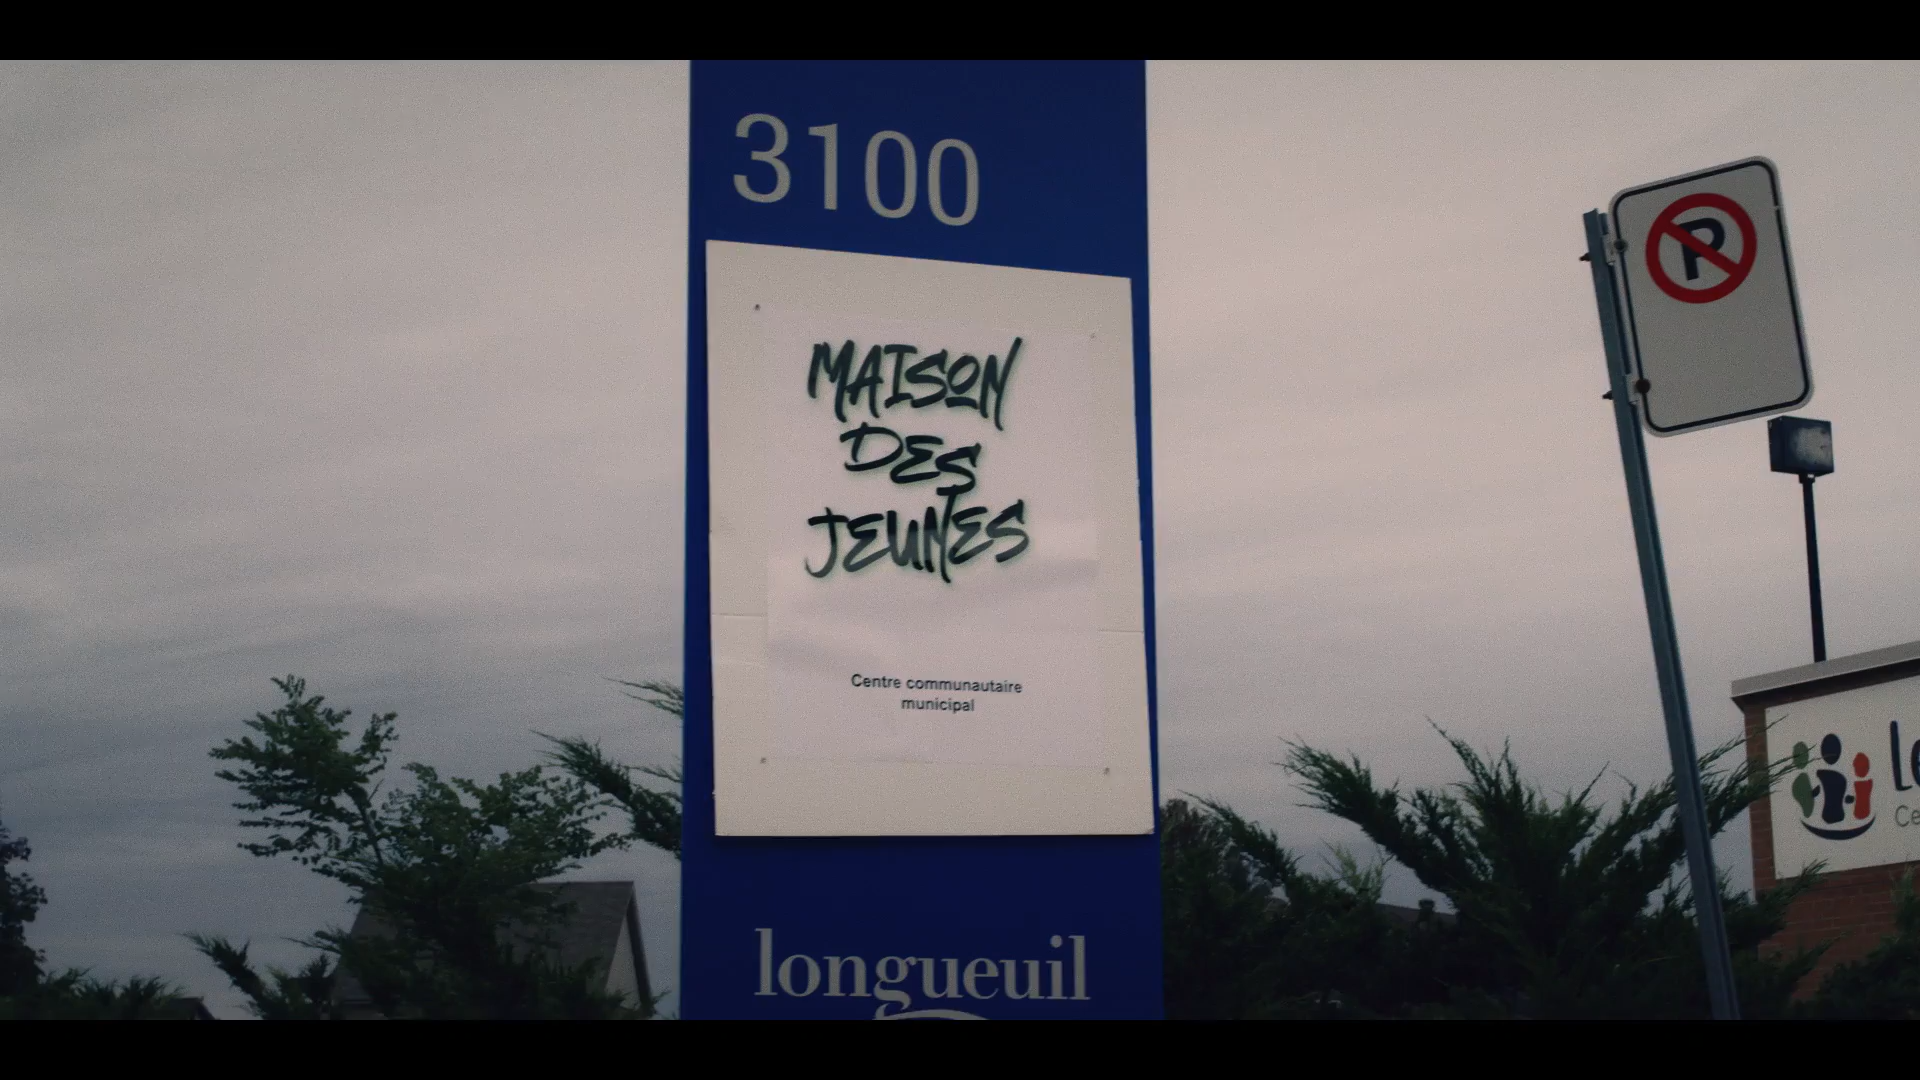 3100
MAISON
DES
JEUNES
Centre communautaire
municipal
longueuil
P